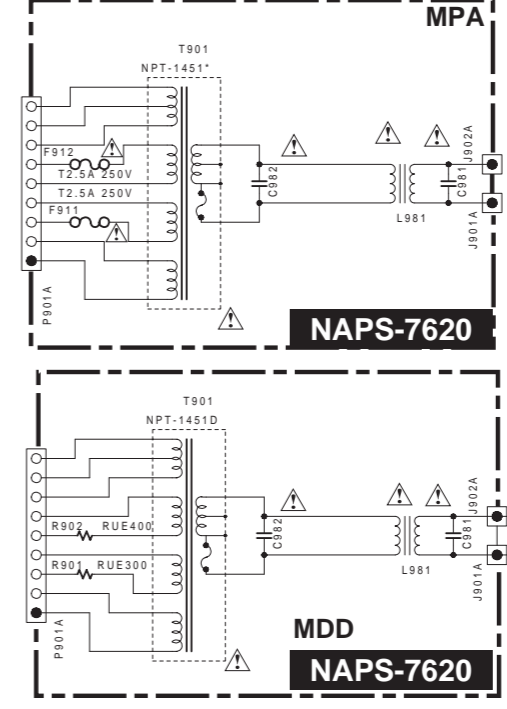 MPA
T901
NPT-1451*
F912
T2.5A 250V
T2.5A 250V
F911
P901A
C982
L981
C981
J902A
J901A
NAPS-7620
T901
NPT-1451D
R902 RUE400
R901 RUE300
P901A
C982
L981
C981
J902A
J901A
MDD
NAPS-7620